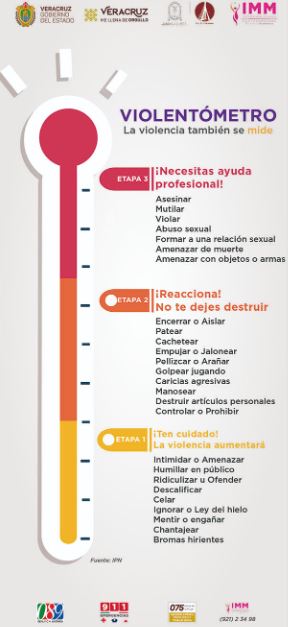 VERACRUZ
GOBIERNO
DEL ESTADO
VERACRUZ
ME LLENA DE ORGULLO
IMM
VIOLENTÓMETRO
La violencia también se mide
ETAPA 3
¡Necesitas ayuda
profesional!
Asesinar
Mutilar
Violar
Abuso sexual
Formar a una relación sexual
Amenazar de muerte
Amenazar con objetos o armas
ETAPA 2
¡Reacciona!
No te dejes destruir
Encerrar o Aislar
Patear
Cachetear
Empujar o Jalonear
Pellizcar o Arañar
Golpear jugando
Caricias agresivas
Manosear
Destruir artículos personales
Controlar o Prohibir
ETAPA 1
¡Ten cuidado!
La violencia aumentará
Intimidar o Amenazar
Humillar en público
Ridiculizar u Ofender
Descalificar
Celar
Ignorar o Ley del hielo
Mentir o engañar
Chantajear
Bromas hirientes
Fuente: IPN
089
911
EMERGENCIAS
075
IMM
(921) 2 34 98